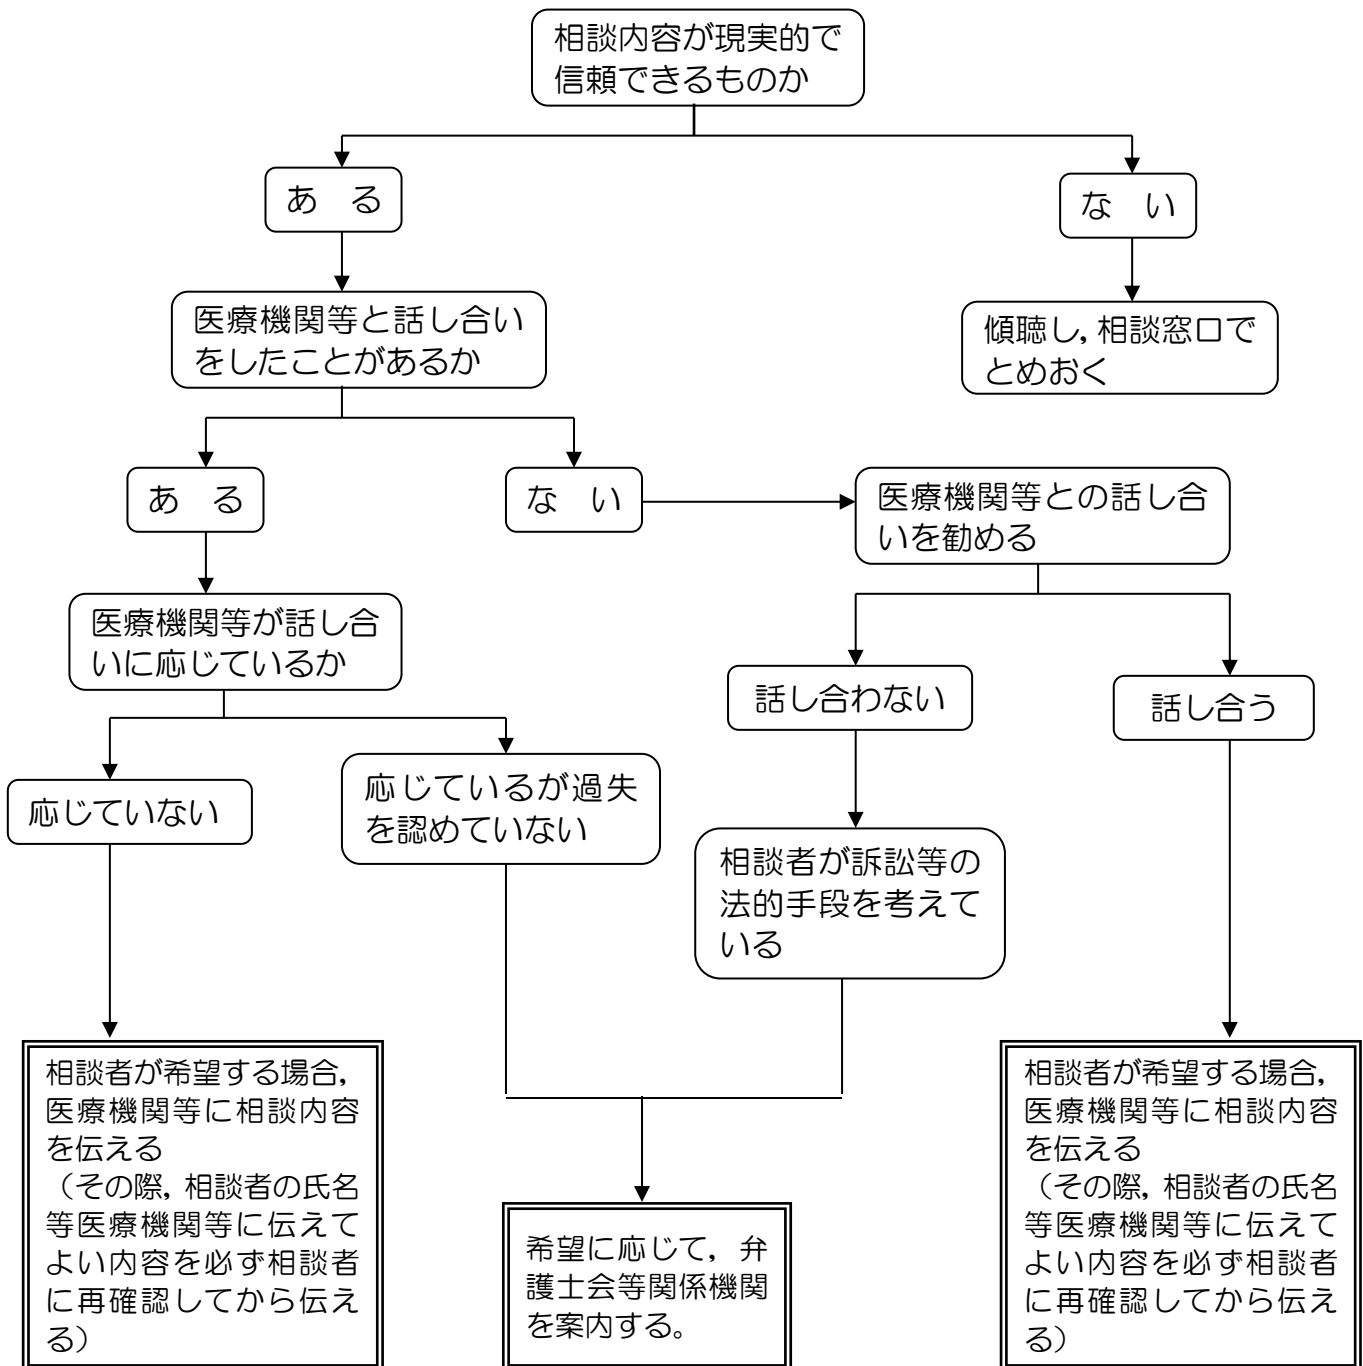 相談内容が現実的で
信頼できるものか
あ　る
な　い
医療機関等と話し合い
をしたことがあるか
傾聴し,相談窓口で
とめおく
あ　る
な　い
医療機関等との話し合
いを勧める
医療機関等が話し合
いに応じているか
話し合わない
話し合う
応じていない
応じているが過失
を認めていない
相談者が訴訟等の
法的手段を考えて
いる
相談者が希望する場合,
医療機関等に相談内容
を伝える
（その際,相談者の氏名
等医療機関等に伝えて
よい内容を必ず相談者
に再確認してから伝え
る）
希望に応じて，弁
護士会等関係機関
を案内する。
相談者が希望する場合,
医療機関等に相談内容
を伝える
（その際,相談者の氏名
等医療機関等に伝えて
よい内容を必ず相談者
に再確認してから伝え
る）